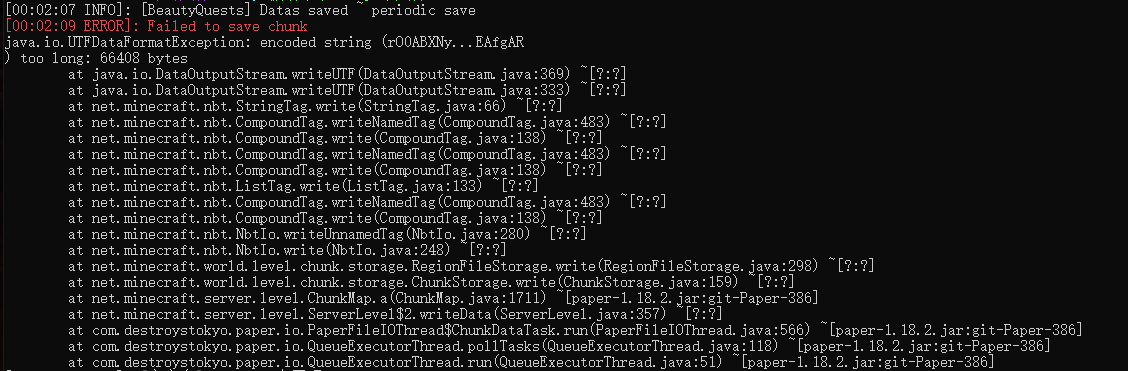 [00:02:07 INFO]: [BeautyQuests] Datas saved ~ periodic save
[00:02:09 ERROR]: Failed to save chunk
java.io.UTFDataFormatException: encoded string (rO0ABXNy...EAfgAR
) too long: 66408 bytes
at java.io.DataOutputStream.writeUTF(DataOutputStream.java:369) ~[?:?]
at java.io.DataOutputStream.writeUTF(DataOutputStream.java:333) ~[?:?]
at net.minecraft.nbt.StringTag.write(StringTag.java:66) ~[?:?]
at net.minecraft.nbt.CompoundTag.writeNamedTag(CompoundTag.java:483) ~[?:?]
at net.minecraft.nbt.CompoundTag.write(CompoundTag.java:138) ~[?:?]
at net.minecraft.nbt.CompoundTag.writeNamedTag(CompoundTag.java:483) ~[?:?]
at net.minecraft.nbt.CompoundTag.write(CompoundTag.java:138) ~[?:?]
at net.minecraft.nbt.ListTag.write(ListTag.java:133) ~[?:?]
at net.minecraft.nbt.CompoundTag.writeNamedTag(CompoundTag.java:483) ~[?:?]
at net.minecraft.nbt.CompoundTag.write(CompoundTag.java:138) ~[?:?]
at net.minecraft.nbt.NbtIo.writeUnnamedTag(NbtIo.java:280) ~[?:?]
at net.minecraft.nbt.NbtIo.write(NbtIo.java:248) ~[?:?]
at net.minecraft.world.level.chunk.storage.RegionFileStorage.write(RegionFileStorage.java:298) ~[?:?]
at net.minecraft.world.level.chunk.storage.ChunkStorage.write(ChunkStorage.java:159) ~[?:?]
at net.minecraft.server.level.ChunkMap.a(ChunkMap.java:1711) ~[paper-1.18.2.jar:git-Paper-386]
at net.minecraft.server.level.ServerLevel$2.writeData(ServerLevel.java:357) ~[?:?]
at com.destroystokyo.paper.io.PaperFileIOThread$ChunkDataTask.run(PaperFileIOThread.java:566) ~[paper-1.18.2.jar:git-Paper-386]
at com.destroystokyo.paper.io.QueueExecutorThread.pollTasks(QueueExecutorThread.java:118) ~[paper-1.18.2.jar:git-Paper-386]
at com.destroystokyo.paper.io.QueueExecutorThread.run(QueueExecutorThread.java:51) ~[paper-1.18.2.jar:git-Paper-386]